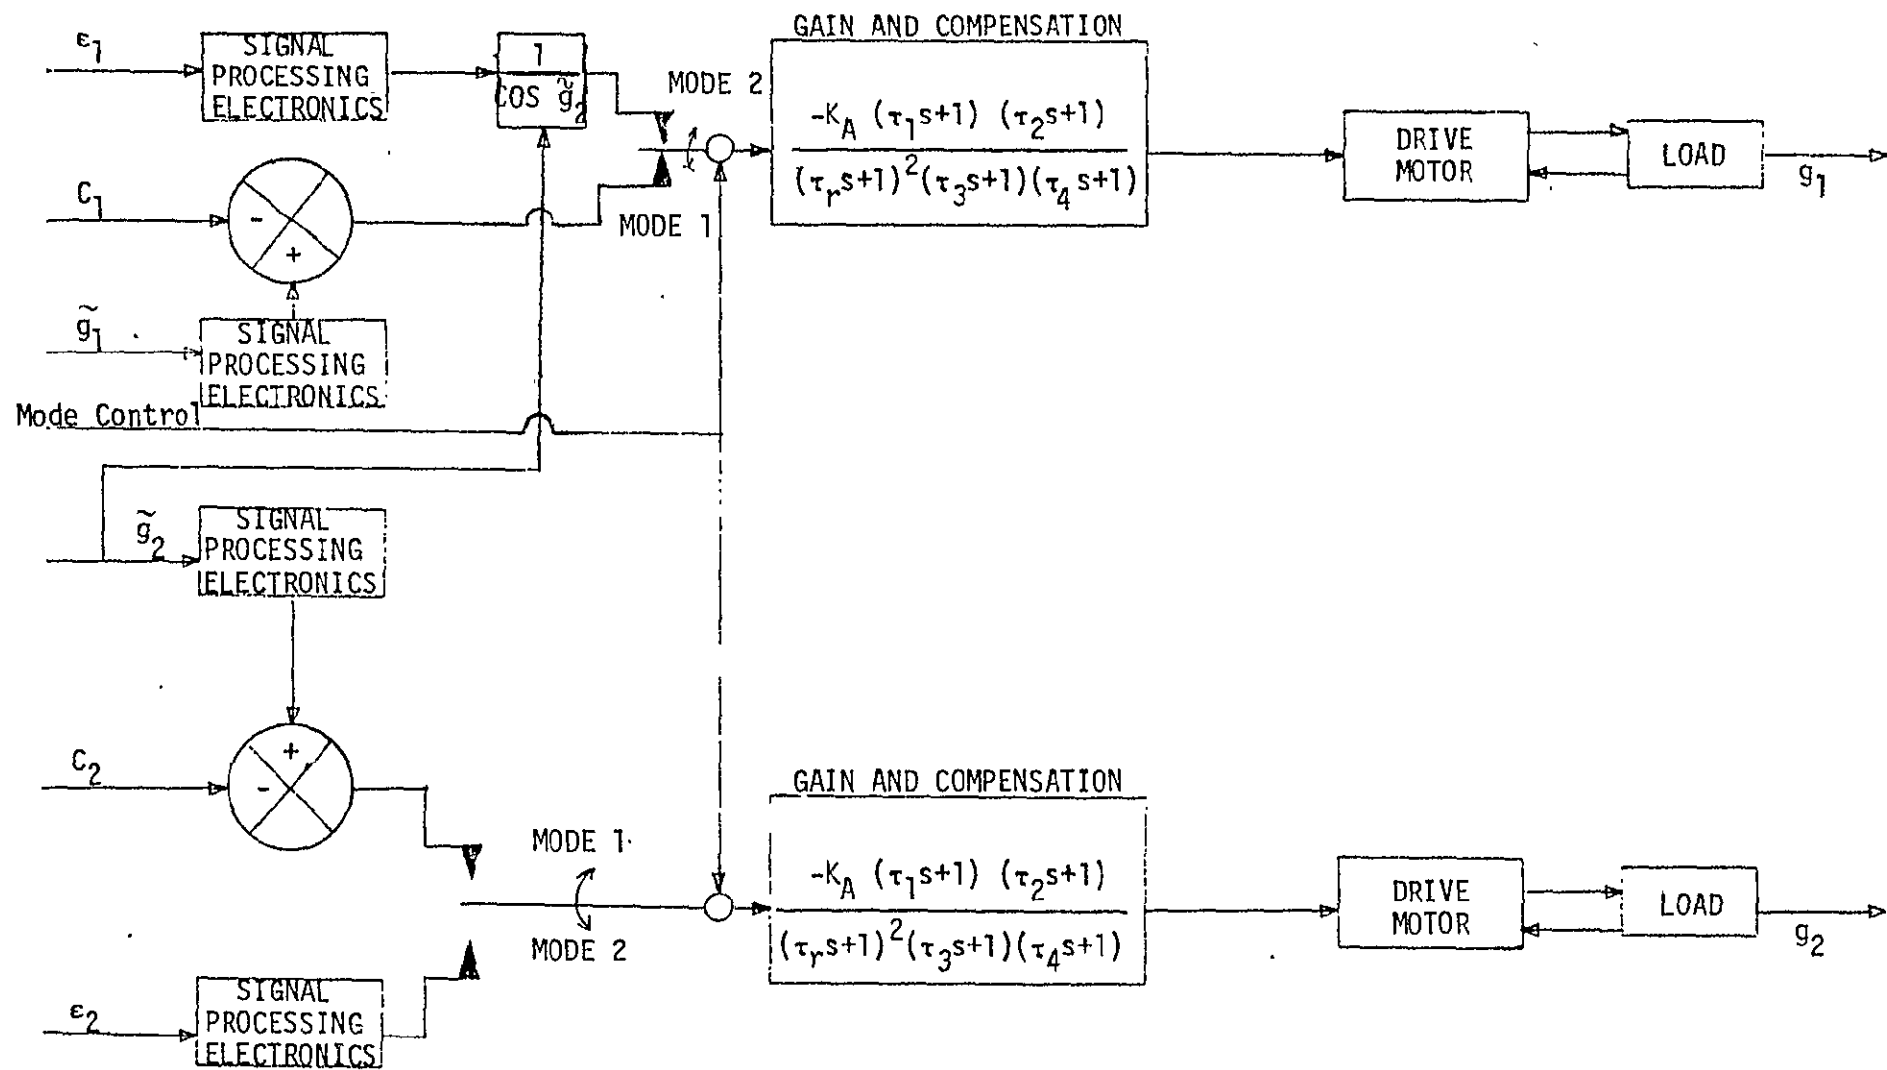 GAIN AND COMPENSATION
ε1
SIGNAL
PROCESSING
ELECTRONICS
1
COS g̃2
MODE 2
-KA (τ1s+1) (τ2s+1)
(τrs+1)²(τ3s+1)(τ4 s+1)
DRIVE
MOTOR
LOAD
g1
C1
-
+
MODE 1
g̃1
SIGNAL
PROCESSING
ELECTRONICS
Mode Control
g̃2
SIGNAL
PROCESSING
ELECTRONICS
C2
+
-
GAIN AND COMPENSATION
MODE 1
MODE 2
-KA (τ1s+1) (τ2s+1)
(τrs+1)²(τ3s+1)(τ4s+1)
DRIVE
MOTOR
LOAD
g2
ε2
SIGNAL
PROCESSING
ELECTRONICS